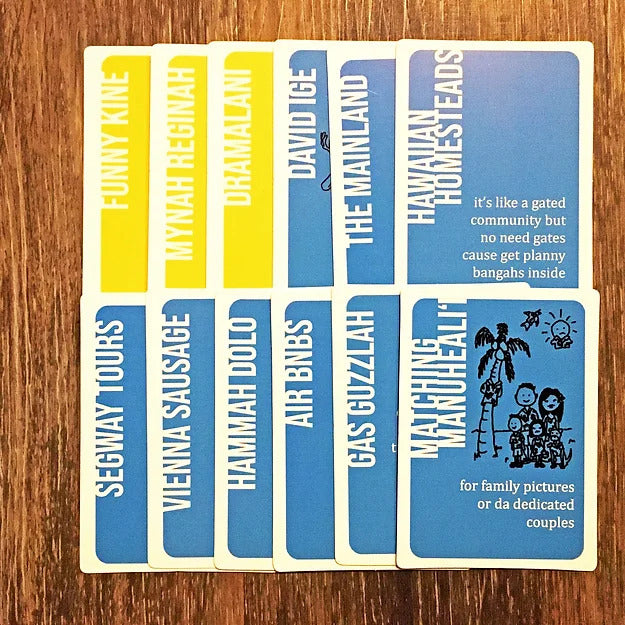 FUNNY KINE
MYNAH REGINAH
DRAMALANI
DAVID IGE
THE MAINLAND
HAWAIIAN
HOMESTEADS
it's like a gated
community but
no need gates
cause get planny
bangahs inside
SEGWAY TOURS
VIENNA SAUSAGE
HAMMAH DOLO
AIR BNBS
GAS GUZZLAH
t
MATCHING
MANUHEALIʻ
for family pictures
or da dedicated
couples